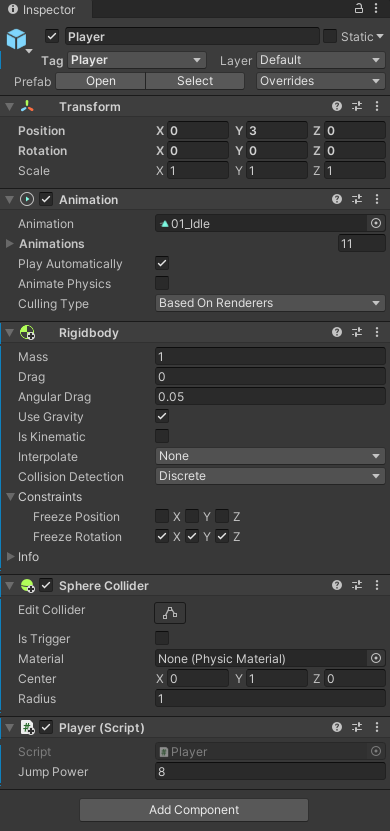 Inspector
Player Static
Tag Player Layer Default
Prefab Open Select Overrides
Transform
Position X 0 Y 3 Z 0
Rotation X 0 Y 0 Z 0
Scale X 1 Y 1 Z 1
Animation
Animation 01_Idle
Animations 11
Play Automatically
Animate Physics
Culling Type Based On Renderers
Rigidbody
Mass 1
Drag 0
Angular Drag 0.05
Use Gravity
Is Kinematic
Interpolate None
Collision Detection Discrete
Constraints
Freeze Position X Y Z
Freeze Rotation X Y Z
Info
Sphere Collider
Edit Collider
Is Trigger
Material None (Physic Material)
Center X 0 Y 1 Z 0
Radius 1
# Player (Script)
Script # Player
Jump Power 8
Add Component